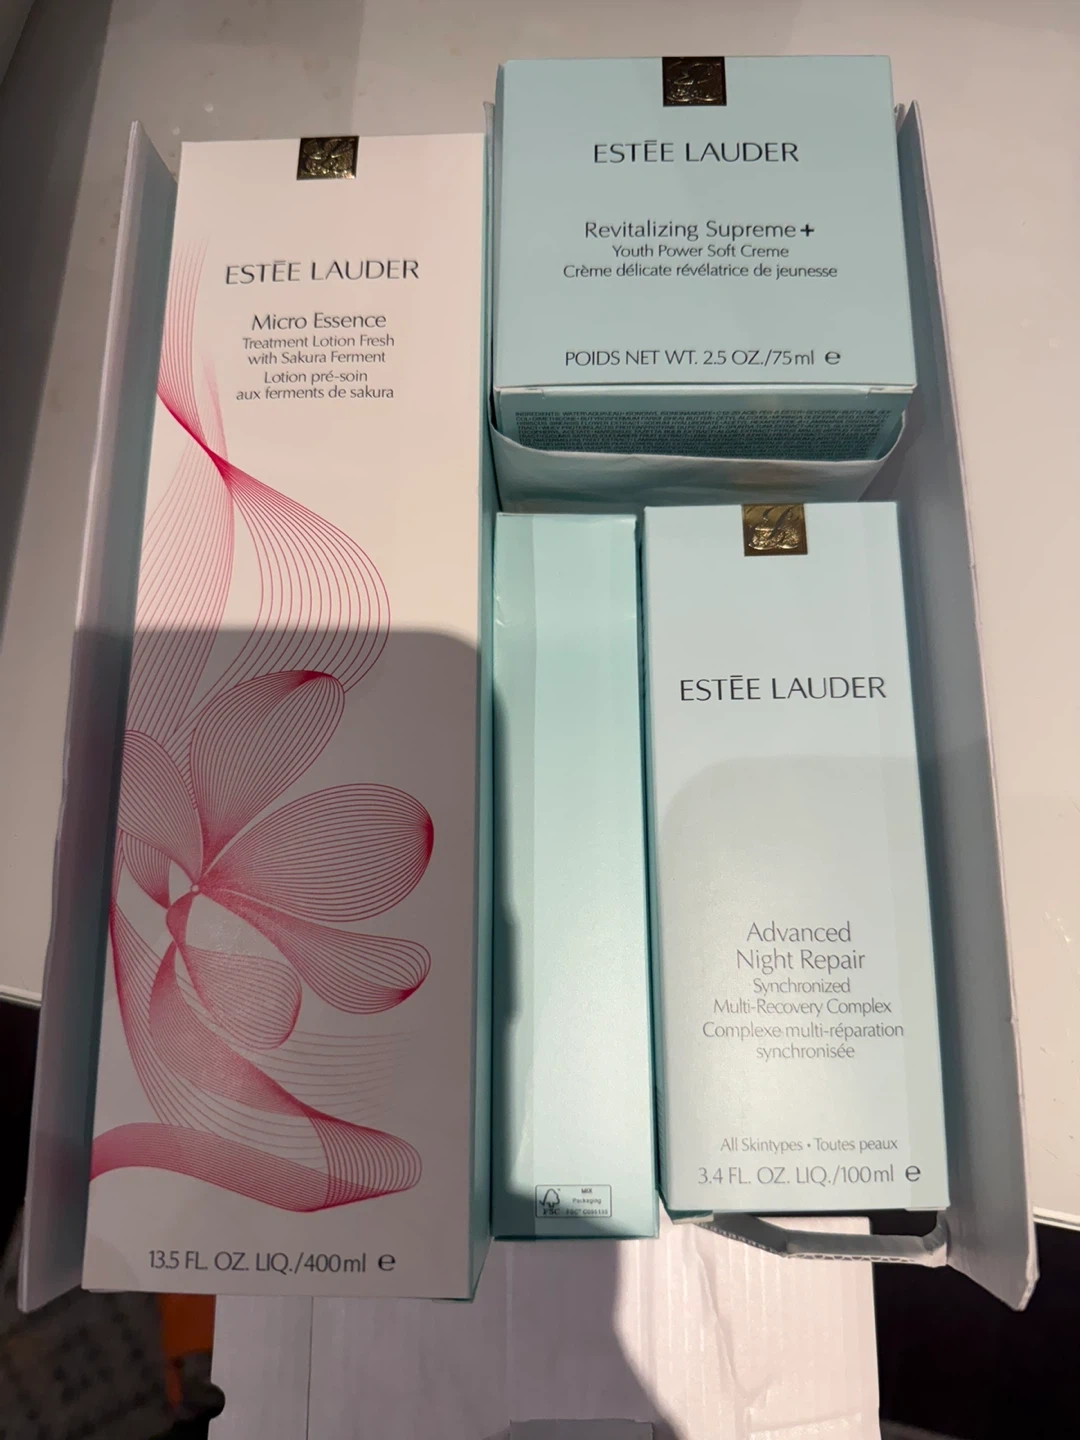 ESTĒE LAUDER
Micro Essence
Treatment Lotion Fresh
with Sakura Ferment
Lotion pré-soin
aux ferments de sakura
13.5 FL. OZ. LIQ./400ml ℮
ESTĒE LAUDER
Revitalizing Supreme+
Youth Power Soft Creme
Crème délicate révélatrice de jeunesse
POIDS NET WT. 2.5 OZ./75ml ℮
MIX
Packaging
FSC
ESTĒE LAUDER
Advanced
Night Repair
Synchronized
Multi-Recovery Complex
Complexe multi-réparation
synchronisée
All Skintypes • Toutes peaux
3.4 FL. OZ. LIQ./100ml ℮